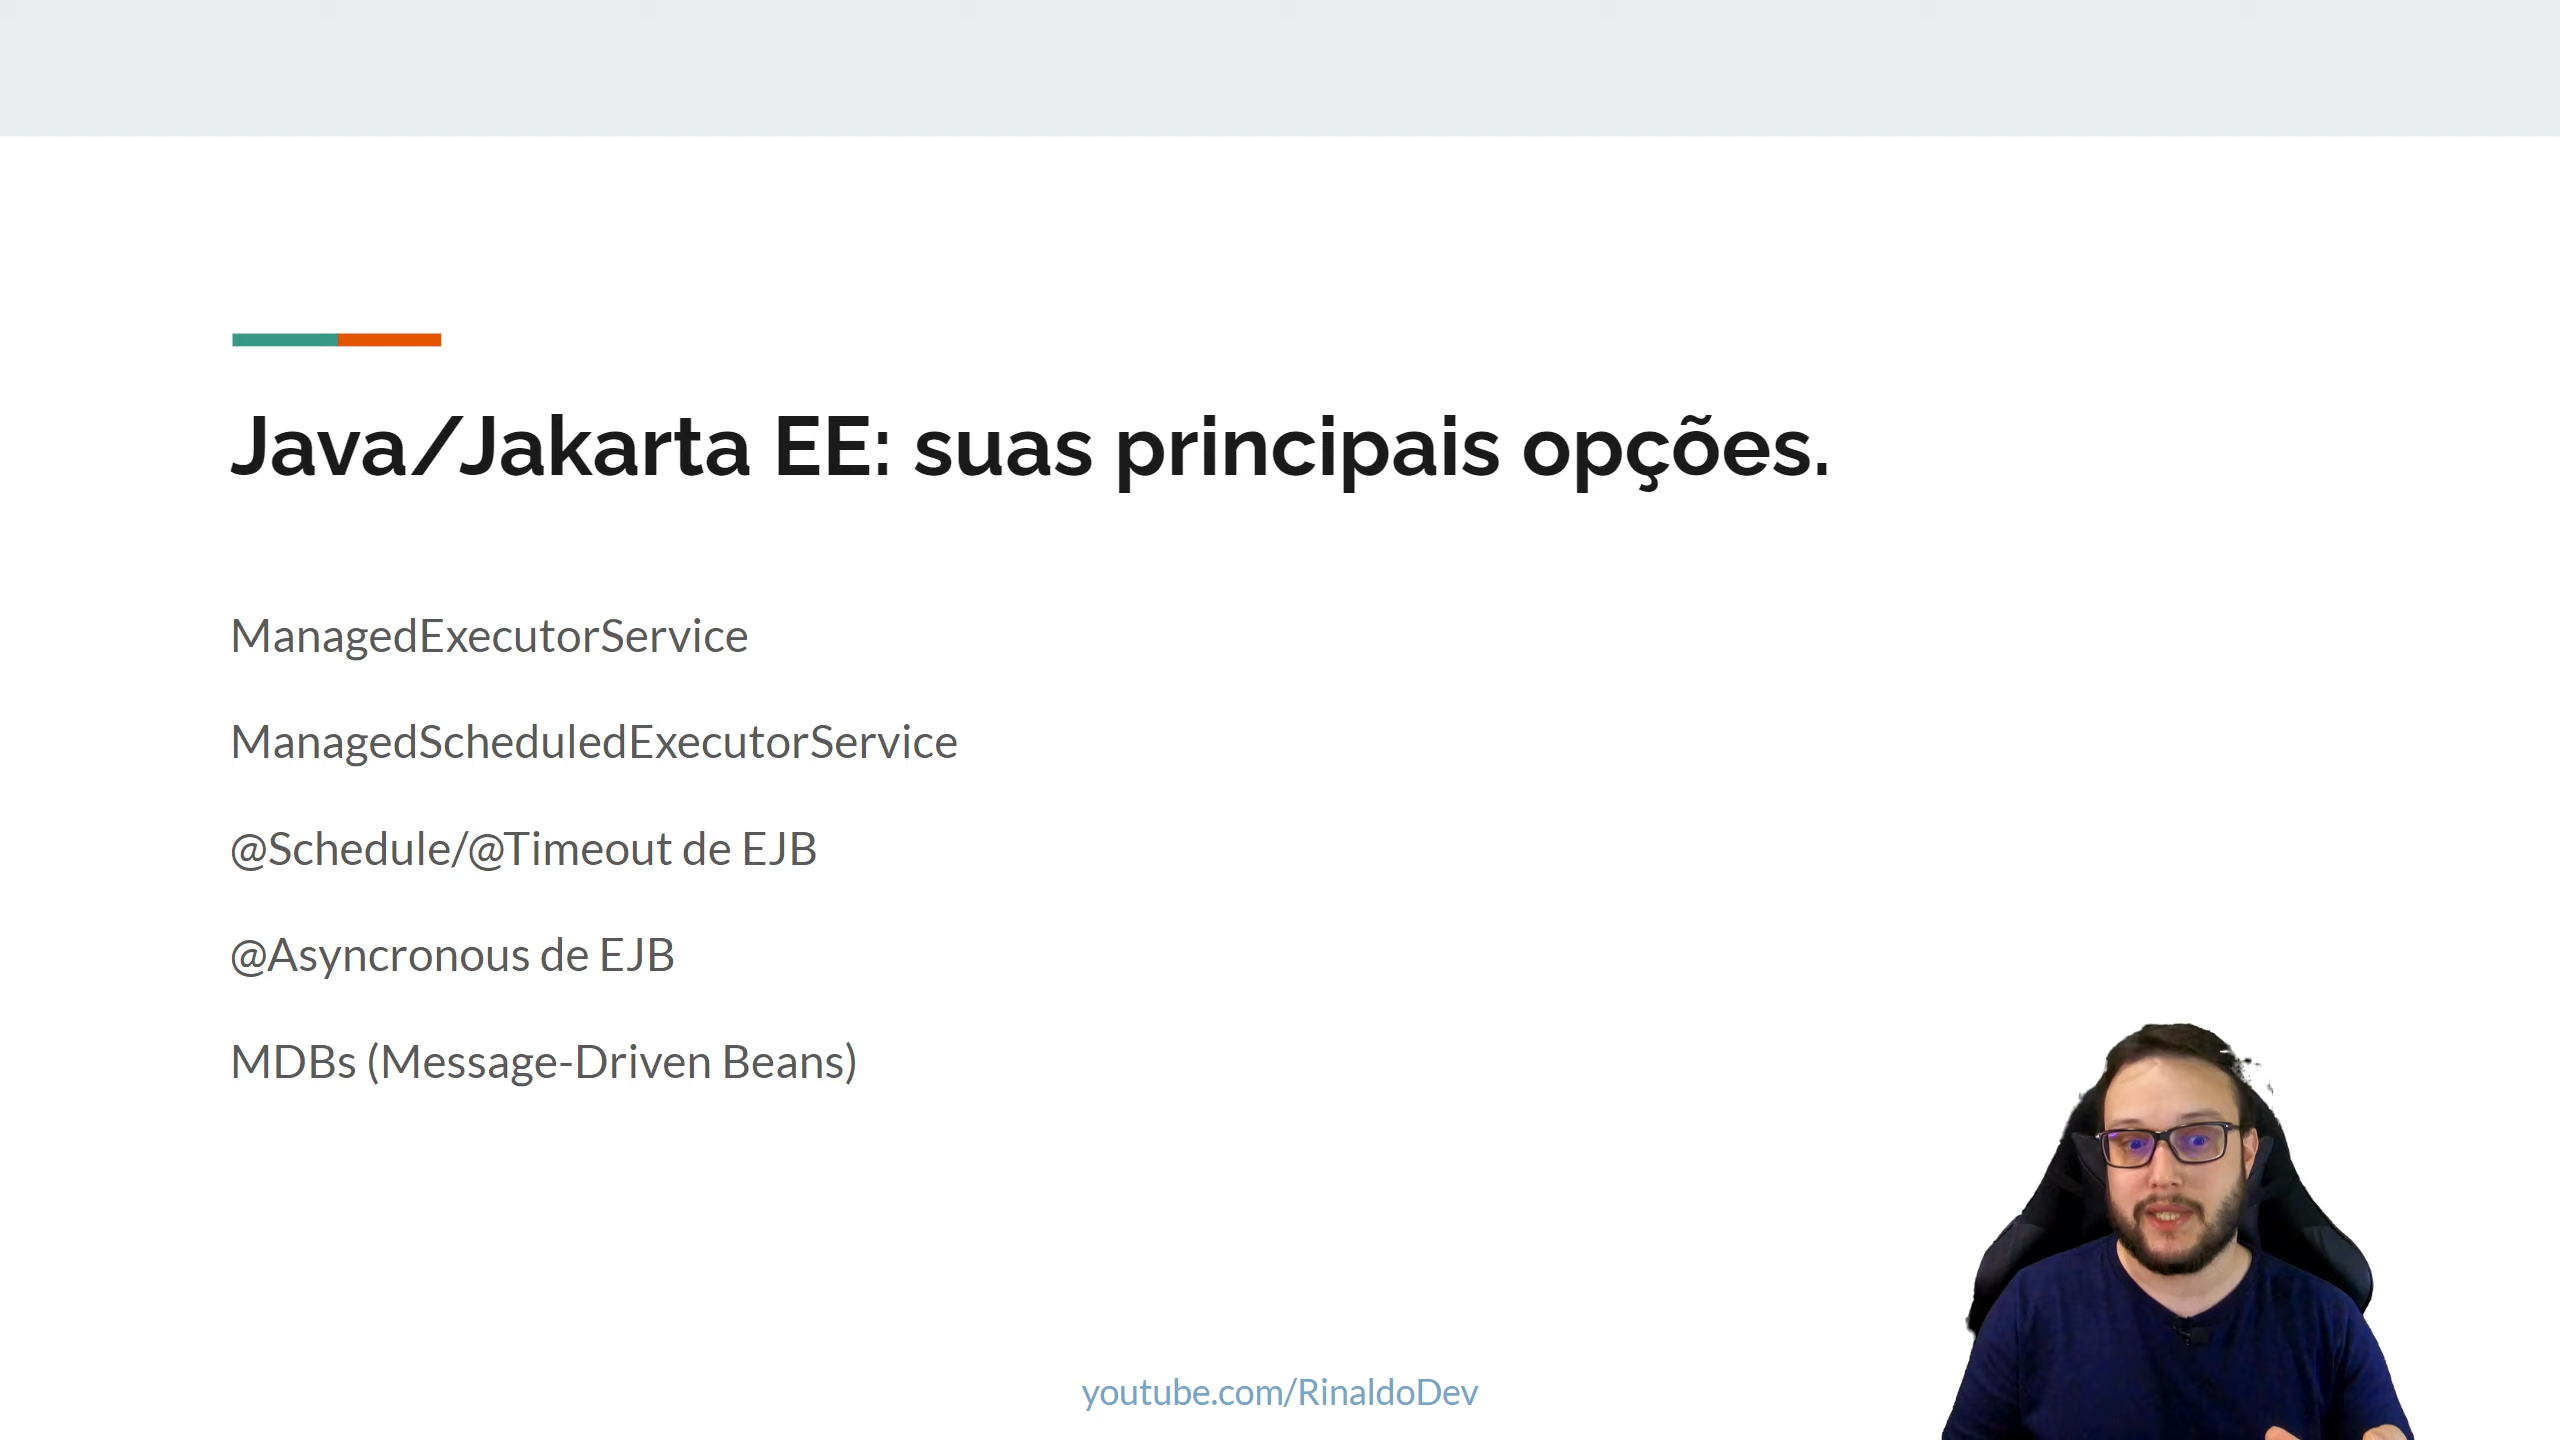 Java/Jakarta EE: suas principais opções.
ManagedExecutorService
ManagedScheduledExecutorService
@Schedule/@Timeout de EJB
@Asyncronous de EJB
MDBs (Message-Driven Beans)
youtube.com/RinaldoDev